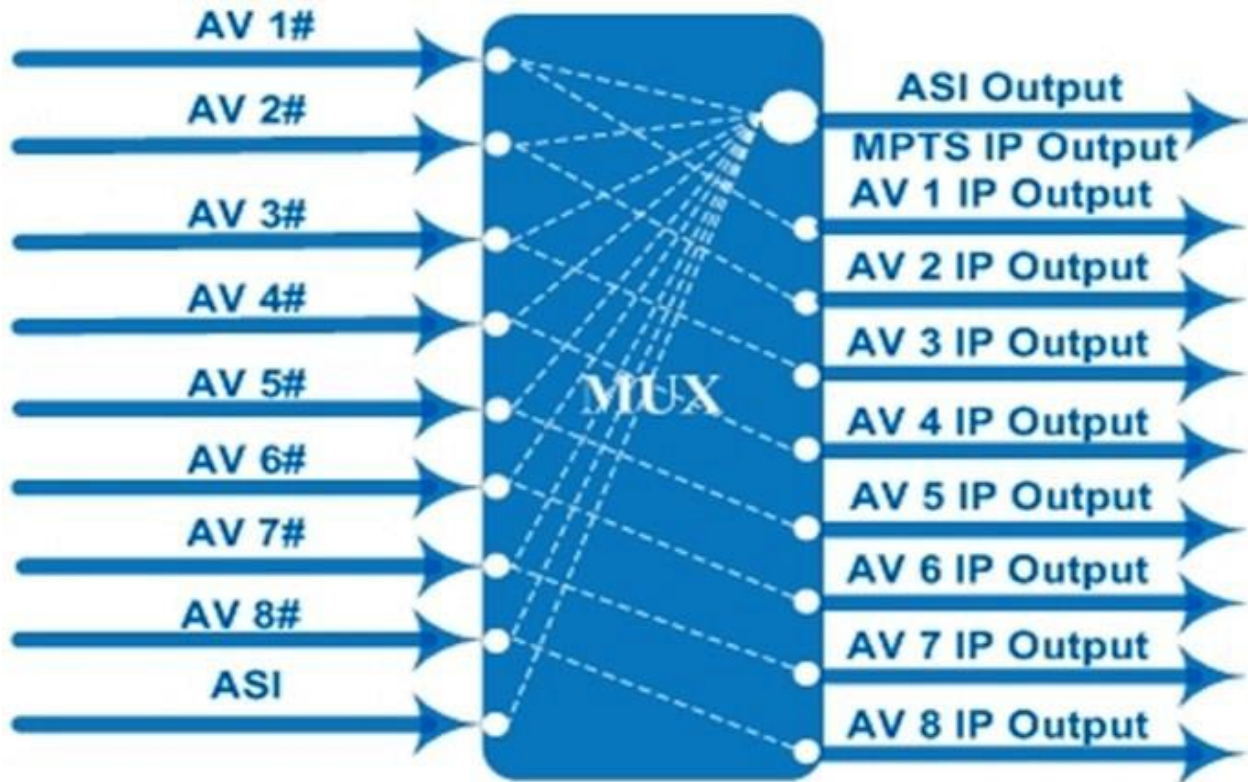 AV 1#
AV 2#
AV 3#
AV 4#
AV 5#
AV 6#
AV 7#
AV 8#
ASI
MUX
ASI Output
MPTS IP Output
AV 1 IP Output
AV 2 IP Output
AV 3 IP Output
AV 4 IP Output
AV 5 IP Output
AV 6 IP Output
AV 7 IP Output
AV 8 IP Output